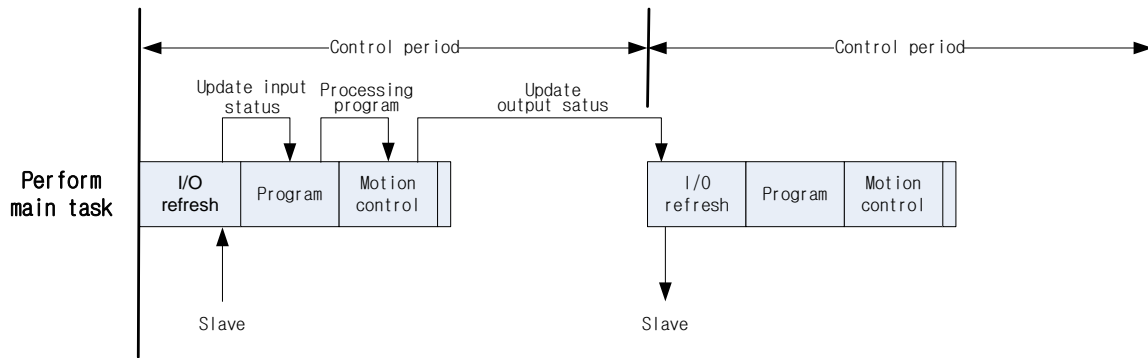 Control period
Control period
Update input
status
Processing
program
Update
output satus
Perform
main task
I/O
refresh
Program
Motion
control
I/O
refresh
Program
Motion
control
Slave
Slave